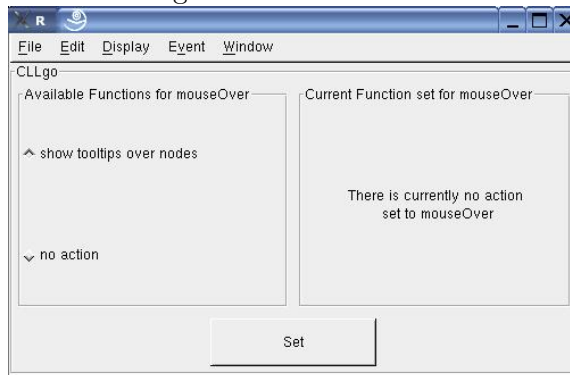 R
File Edit Display Event Window
CLLgo
Available Functions for mouseOver
show tooltips over nodes
no action
Current Function set for mouseOver
There is currently no action
set to mouseOver
Set